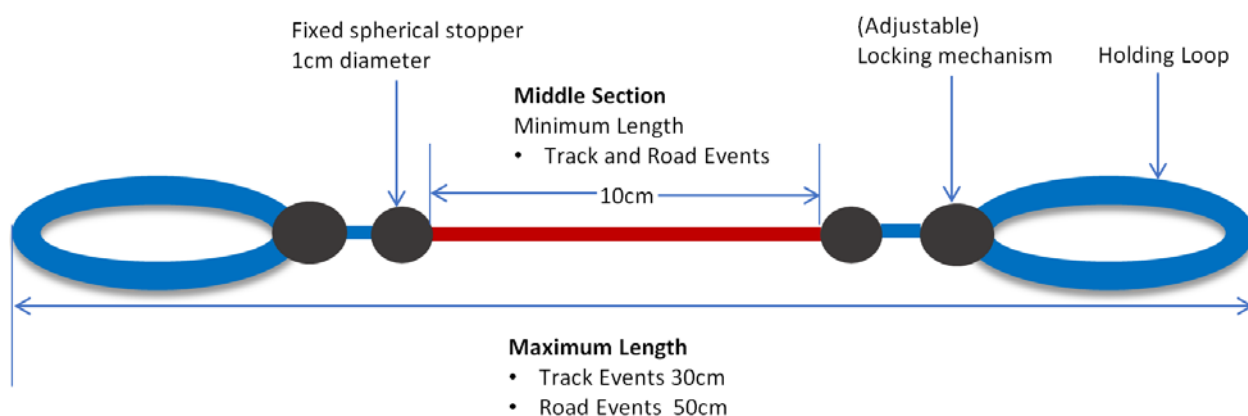 Fixed spherical stopper
1cm diameter
(Adjustable)
Locking mechanism
Holding Loop
Middle Section
Minimum Length
• Track and Road Events
10cm
Maximum Length
• Track Events 30cm
• Road Events 50cm